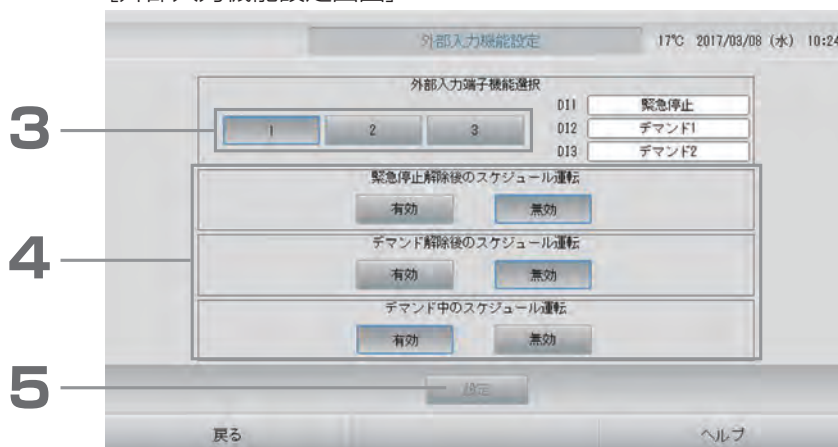 ［外部入力機能設定画面］
外部入力機能設定 17℃ 2017/03/08 (水) 10:24
外部入力端子機能選択
3
1 2 3
DI1 緊急停止
DI2 デマンド1
DI3 デマンド2
緊急停止解除後のスケジュール運転
有効 無効
4
デマンド解除後のスケジュール運転
有効 無効
デマンド中のスケジュール運転
有効 無効
5
設定
戻る ヘルプ